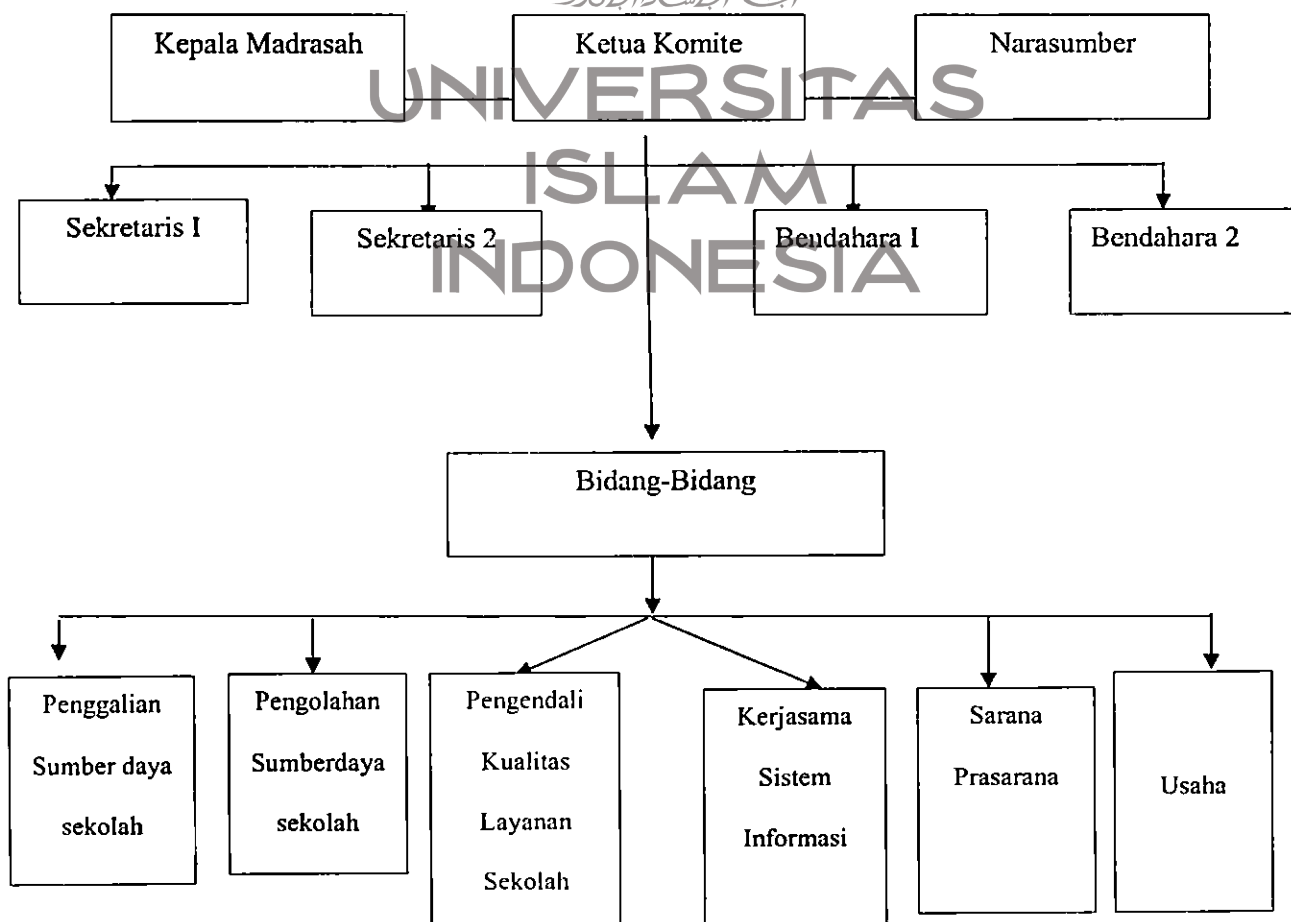 Kepala Madrasah
Ketua Komite
Narasumber
UNIVERSITAS
ISLAM
INDONESIA
Sekretaris I
Sekretaris 2
Bendahara I
Bendahara 2
Bidang-Bidang
Penggalian
Sumber daya
sekolah
Pengolahan
Sumberdaya
sekolah
Pengendali
Kualitas
Layanan
Sekolah
Kerjasama
Sistem
Informasi
Sarana
Prasarana
Usaha